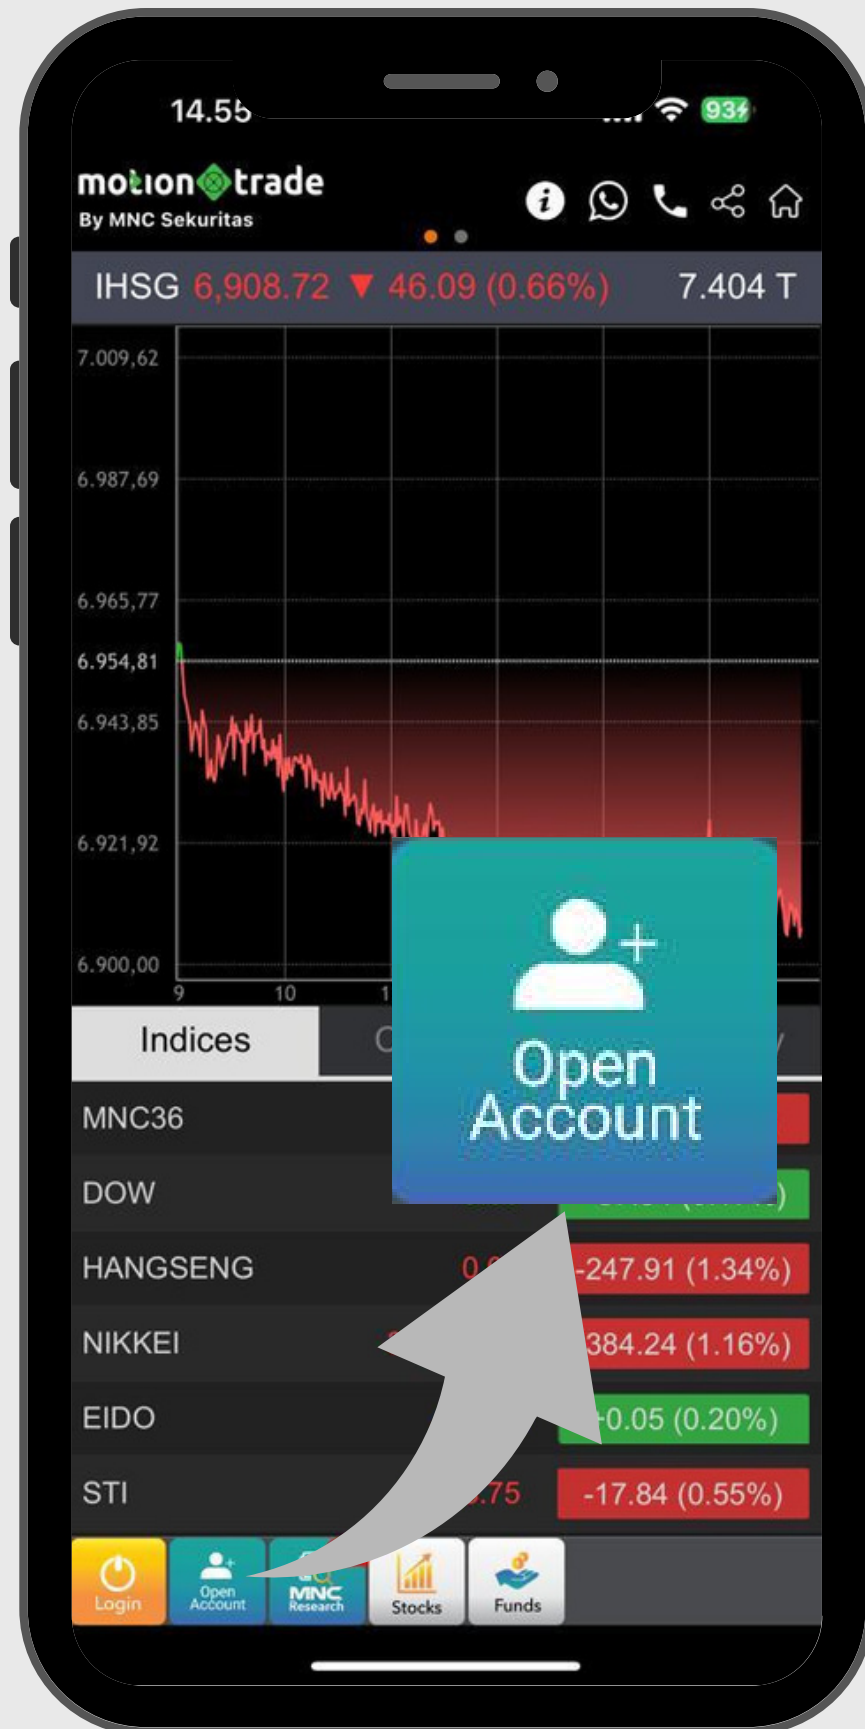 14.55
93
motion trade
By MNC Sekuritas
IHSG 6,908.72 ▼ 46.09 (0.66%) 7.404 T
7.009,62
6.987,69
6.965,77
6.954,81
6.943,85
6.921,92
6.900,00
9 10
Indices
Open
Account
MNC36
DOW
HANGSENG -247.91 (1.34%)
NIKKEI 384.24 (1.16%)
EIDO 0.05 (0.20%)
STI .75 -17.84 (0.55%)
Login
Open
Account
MNC
Research
Stocks
Funds